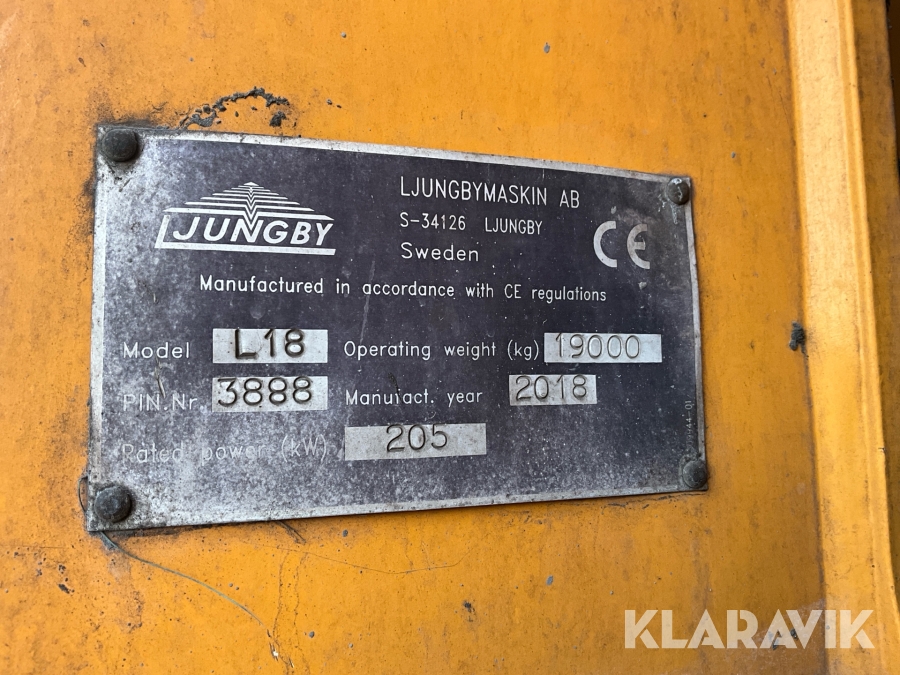 LJUNGBY
LJUNGBYMASKIN AB
S-34126 LJUNGBY
Sweden
CE
Manufactured in accordance with CE regulations
Model L18 Operating weight (kg) 19000
PIN.Nr. 3888 Manufact. year 2018
Rated power (kW) 205
KLARAVIK